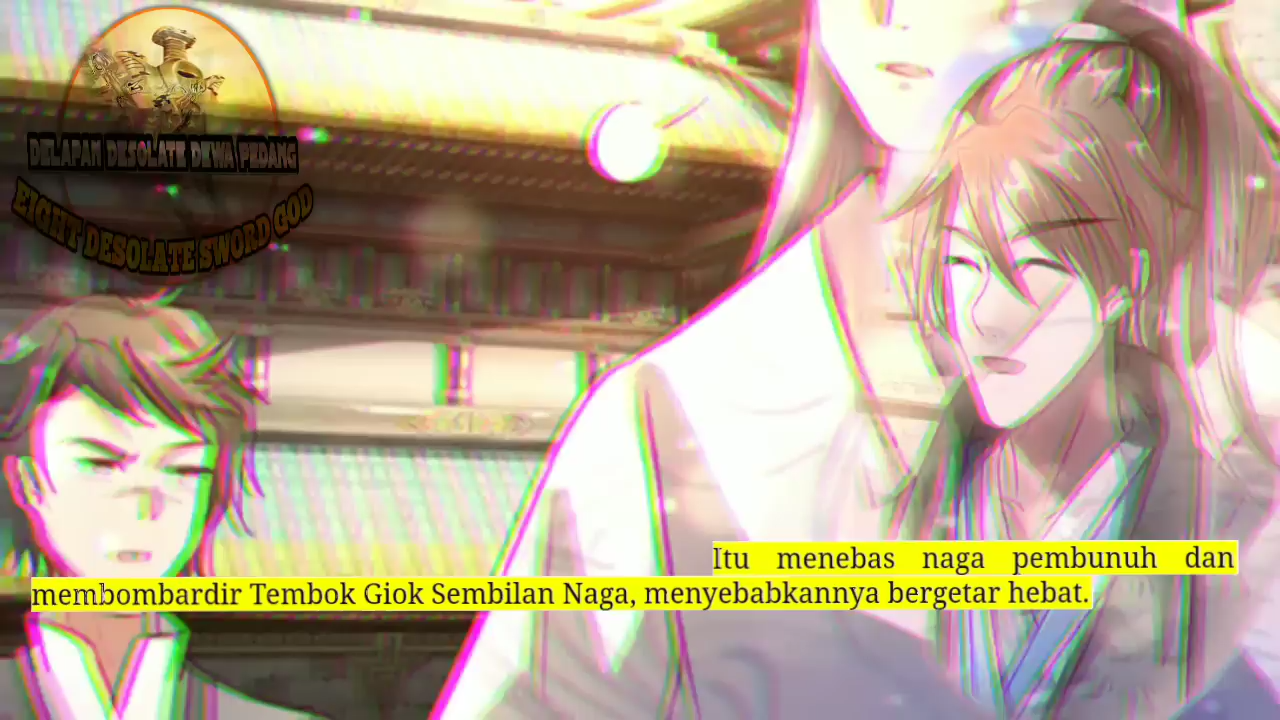 DELAPAN DESOLATE DEWA PEDANG
EIGHT DESOLATE SWORD GOD
Itu menebas naga pembunuh dan
membombardir Tembok Giok Sembilan Naga, menyebabkannya bergetar hebat.